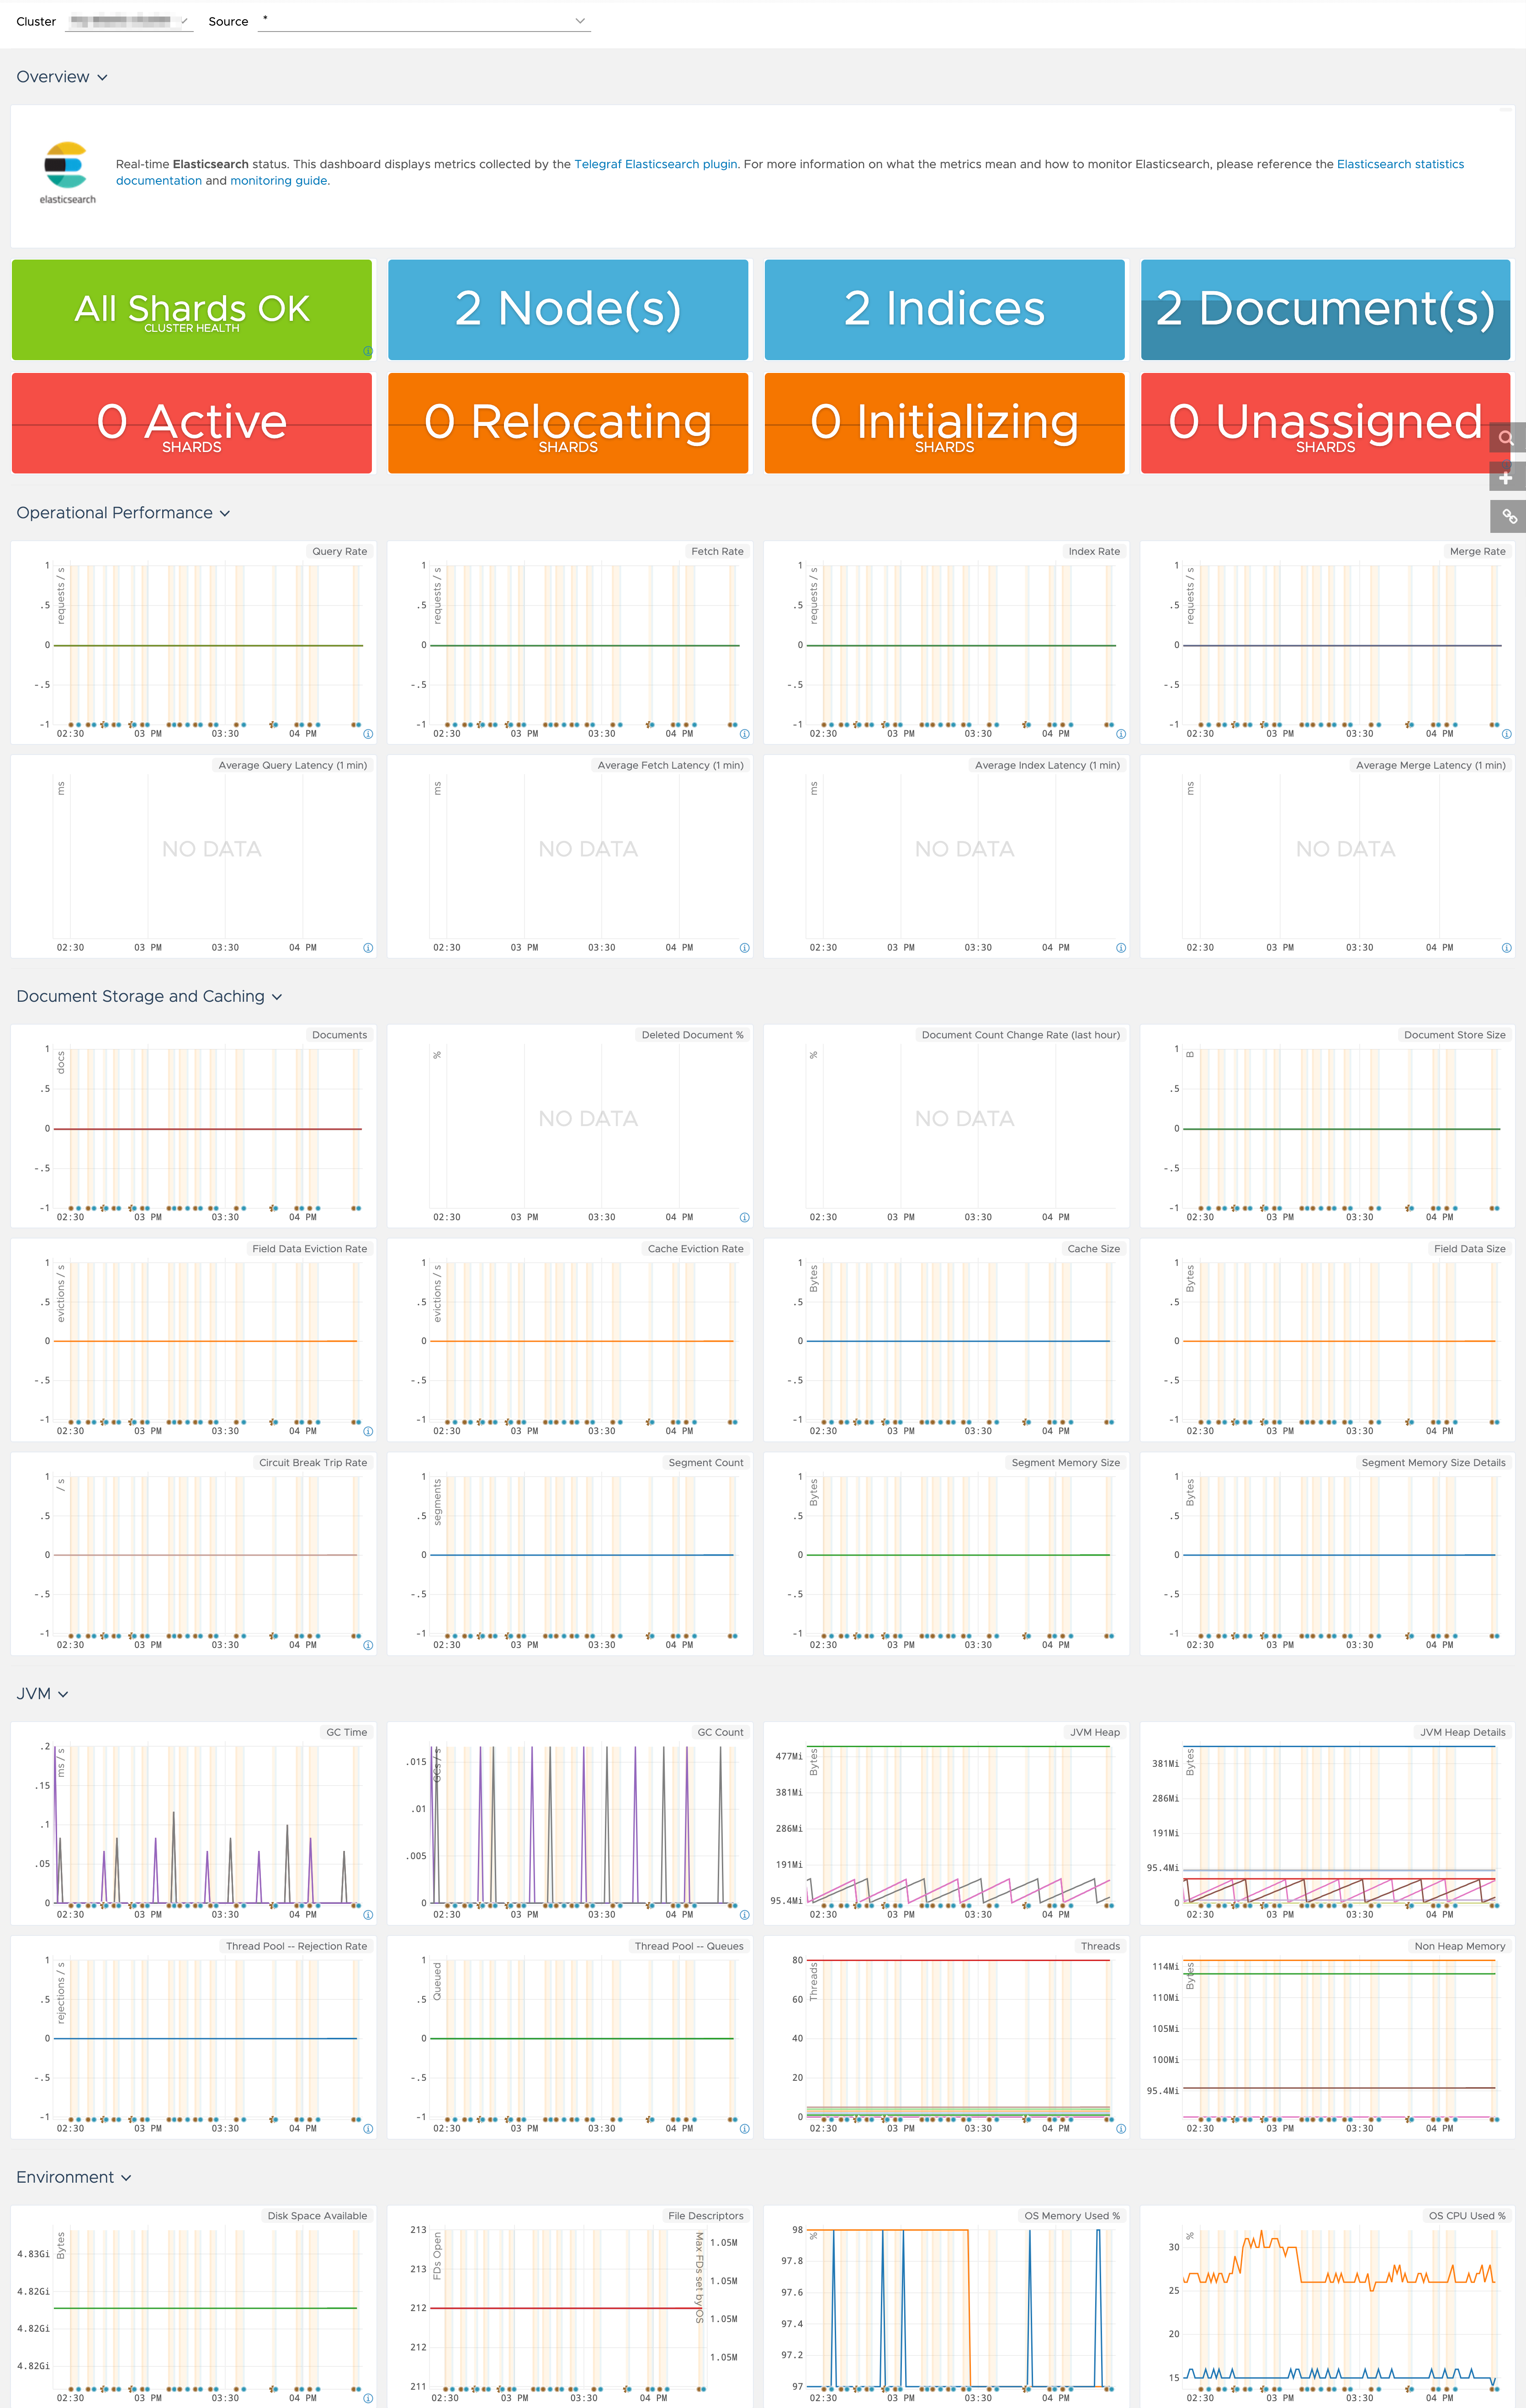 Cluster Source *
Overview
Real-time Elasticsearch status. This dashboard displays metrics collected by the Telegraf Elasticsearch plugin. For more information on what the metrics mean and how to monitor Elasticsearch, please reference the Elasticsearch statistics
documentation and monitoring guide.
elasticsearch
All Shards OK
CLUSTER HEALTH
2 Node(s)
2 Indices
2 Document(s)
0 Active
SHARDS
0 Relocating
SHARDS
0 Initializing
SHARDS
0 Unassigned
SHARDS
Operational Performance
Query Rate
requests / s
1
.5
0
-.5
-1
02:30 03 PM 03:30 04 PM
Fetch Rate
requests / s
1
.5
0
-.5
-1
02:30 03 PM 03:30 04 PM
Index Rate
requests / s
1
.5
0
-.5
-1
02:30 03 PM 03:30 04 PM
Merge Rate
requests / s
1
.5
0
-.5
-1
02:30 03 PM 03:30 04 PM
Average Query Latency (1 min)
ms
NO DATA
02:30 03 PM 03:30 04 PM
Average Fetch Latency (1 min)
ms
NO DATA
02:30 03 PM 03:30 04 PM
Average Index Latency (1 min)
ms
NO DATA
02:30 03 PM 03:30 04 PM
Average Merge Latency (1 min)
ms
NO DATA
02:30 03 PM 03:30 04 PM
Document Storage and Caching
Documents
docs
1
.5
0
-.5
-1
02:30 03 PM 03:30 04 PM
Deleted Document %
%
NO DATA
02:30 03 PM 03:30 04 PM
Document Count Change Rate (last hour)
%
NO DATA
02:30 03 PM 03:30 04 PM
Document Store Size
B
1
.5
0
-.5
-1
02:30 03 PM 03:30 04 PM
Field Data Eviction Rate
evictions / s
1
.5
0
-.5
-1
02:30 03 PM 03:30 04 PM
Cache Eviction Rate
evictions / s
1
.5
0
-.5
-1
02:30 03 PM 03:30 04 PM
Cache Size
Bytes
1
.5
0
-.5
-1
02:30 03 PM 03:30 04 PM
Field Data Size
Bytes
1
.5
0
-.5
-1
02:30 03 PM 03:30 04 PM
Circuit Break Trip Rate
/ s
1
.5
0
-.5
-1
02:30 03 PM 03:30 04 PM
Segment Count
segments
1
.5
0
-.5
-1
02:30 03 PM 03:30 04 PM
Segment Memory Size
Bytes
1
.5
0
-.5
-1
02:30 03 PM 03:30 04 PM
Segment Memory Size Details
Bytes
1
.5
0
-.5
-1
02:30 03 PM 03:30 04 PM
JVM
GC Time
ms / s
.2
.15
.1
.05
0
02:30 03 PM 03:30 04 PM
GC Count
GCs / s
.015
.01
.005
0
02:30 03 PM 03:30 04 PM
JVM Heap
Bytes
477Mi
381Mi
286Mi
191Mi
95.4Mi
02:30 03 PM 03:30 04 PM
JVM Heap Details
Bytes
381Mi
286Mi
191Mi
95.4Mi
0
02:30 03 PM 03:30 04 PM
Thread Pool -- Rejection Rate
rejections / s
1
.5
0
-.5
-1
02:30 03 PM 03:30 04 PM
Thread Pool -- Queues
Queued
1
.5
0
-.5
-1
02:30 03 PM 03:30 04 PM
Threads
Threads
80
60
40
20
0
02:30 03 PM 03:30 04 PM
Non Heap Memory
Bytes
114Mi
110Mi
105Mi
100Mi
95.4Mi
02:30 03 PM 03:30 04 PM
Environment
Disk Space Available
Bytes
4.83Gi
4.82Gi
4.82Gi
4.82Gi
02:30 03 PM 03:30 04 PM
File Descriptors
FDs Open
Max FDs set by OS
213
213
212
212
211
1.05M
1.05M
1.05M
1.05M
02:30 03 PM 03:30 04 PM
OS Memory Used %
%
98
97.8
97.6
97.4
97.2
97
02:30 03 PM 03:30 04 PM
OS CPU Used %
%
30
25
20
15
02:30 03 PM 03:30 04 PM